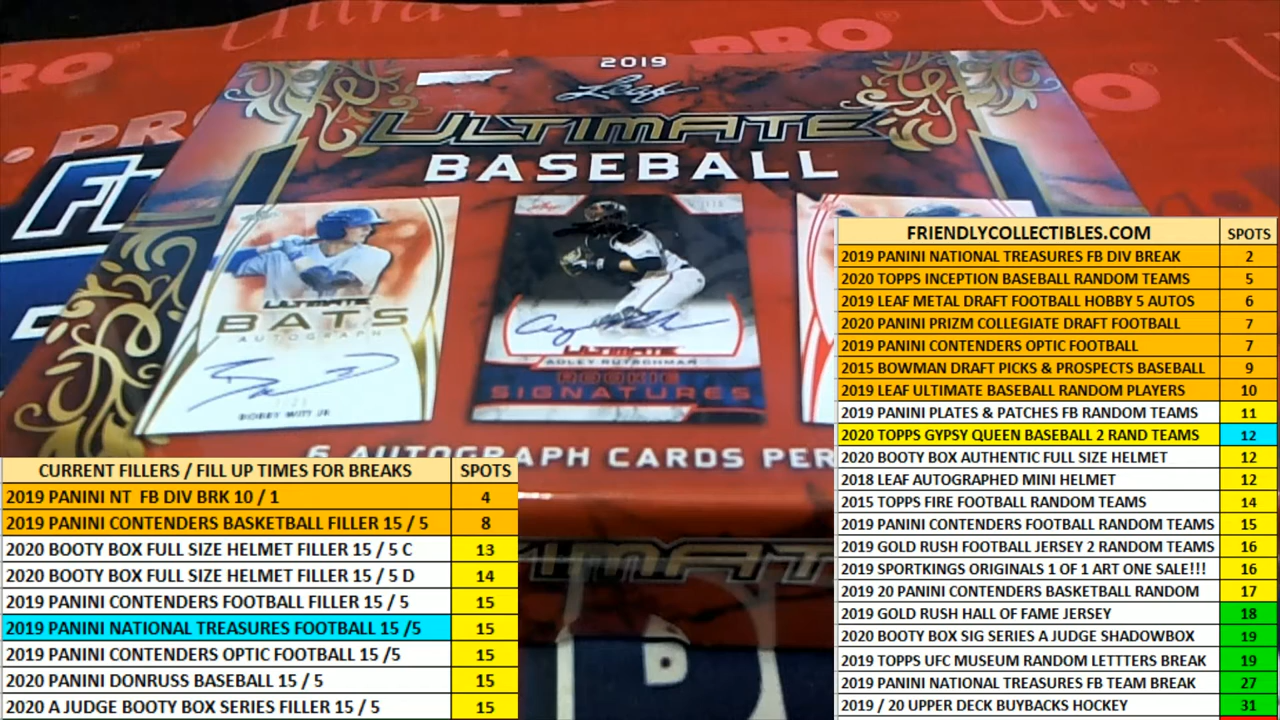 Ultra PRO
PRO
PRO
PRO
2019
Leaf
ULTIMATE
BASEBALL
ULTIMATE
BATS
AUTOGRAPH
BOBBY WITT JR
ULTIMATE
ADLEY RUTSCHMAN
ROOKIE
SIGNATURES
6 AUTOGRAPH CARDS PER
FRIENDLYCOLLECTIBLES.COM SPOTS
2019 PANINI NATIONAL TREASURES FB DIV BREAK 2
2020 TOPPS INCEPTION BASEBALL RANDOM TEAMS 5
2019 LEAF METAL DRAFT FOOTBALL HOBBY 5 AUTOS 6
2020 PANINI PRIZM COLLEGIATE DRAFT FOOTBALL 7
2019 PANINI CONTENDERS OPTIC FOOTBALL 7
2015 BOWMAN DRAFT PICKS & PROSPECTS BASEBALL 9
2019 LEAF ULTIMATE BASEBALL RANDOM PLAYERS 10
2019 PANINI PLATES & PATCHES FB RANDOM TEAMS 11
2020 TOPPS GYPSY QUEEN BASEBALL 2 RAND TEAMS 12
2020 BOOTY BOX AUTHENTIC FULL SIZE HELMET 12
2018 LEAF AUTOGRAPHED MINI HELMET 12
2015 TOPPS FIRE FOOTBALL RANDOM TEAMS 14
2019 PANINI CONTENDERS FOOTBALL RANDOM TEAMS 15
2019 GOLD RUSH FOOTBALL JERSEY 2 RANDOM TEAMS 16
2019 SPORTKINGS ORIGINALS 1 OF 1 ART ONE SALE!!! 16
2019 20 PANINI CONTENDERS BASKETBALL RANDOM 17
2019 GOLD RUSH HALL OF FAME JERSEY 18
2020 BOOTY BOX SIG SERIES A JUDGE SHADOWBOX 19
2019 TOPPS UFC MUSEUM RANDOM LETTTERS BREAK 19
2019 PANINI NATIONAL TREASURES FB TEAM BREAK 27
2019 / 20 UPPER DECK BUYBACKS HOCKEY 31
CURRENT FILLERS / FILL UP TIMES FOR BREAKS SPOTS
2019 PANINI NT FB DIV BRK 10 / 1 4
2019 PANINI CONTENDERS BASKETBALL FILLER 15 / 5 8
2020 BOOTY BOX FULL SIZE HELMET FILLER 15 / 5 C 13
2020 BOOTY BOX FULL SIZE HELMET FILLER 15 / 5 D 14
2019 PANINI CONTENDERS FOOTBALL FILLER 15 / 5 15
2019 PANINI NATIONAL TREASURES FOOTBALL 15 /5 15
2019 PANINI CONTENDERS OPTIC FOOTBALL 15 /5 15
2020 PANINI DONRUSS BASEBALL 15 / 5 15
2020 A JUDGE BOOTY BOX SERIES FILLER 15 / 5 15